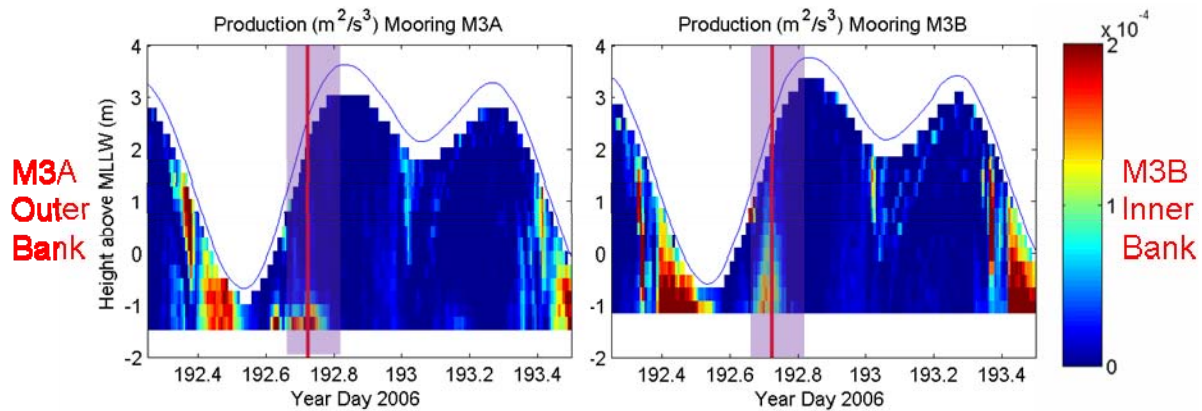 Production (m²/s³) Mooring M3A
Production (m²/s³) Mooring M3B
x 10⁻⁴
M3A
Outer
Bank
Height above MLLW (m)
4
3
2
1
0
-1
-2
192.4 192.6 192.8 193 193.2 193.4
Year Day 2006
4
3
2
1
0
-1
-2
192.4 192.6 192.8 193 193.2 193.4
Year Day 2006
2
1
0
M3B
Inner
Bank